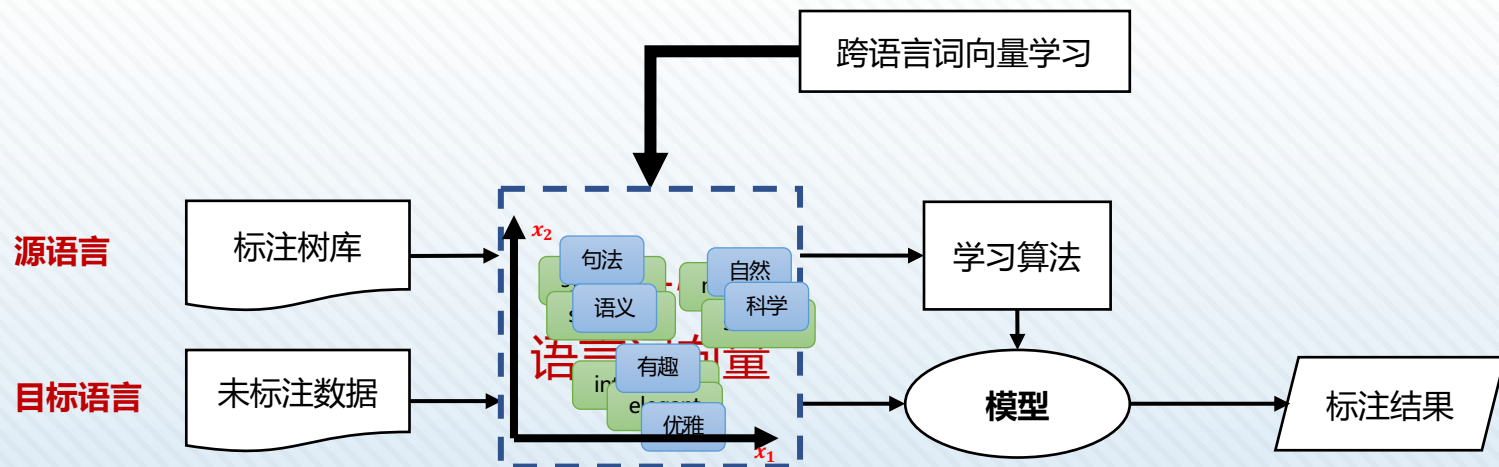 跨语言词向量学习
源语言
标注树库
x₂
句法
语义
自然
科学
学习算法
目标语言
未标注数据
有趣
elegant
优雅
x₁
模型
标注结果